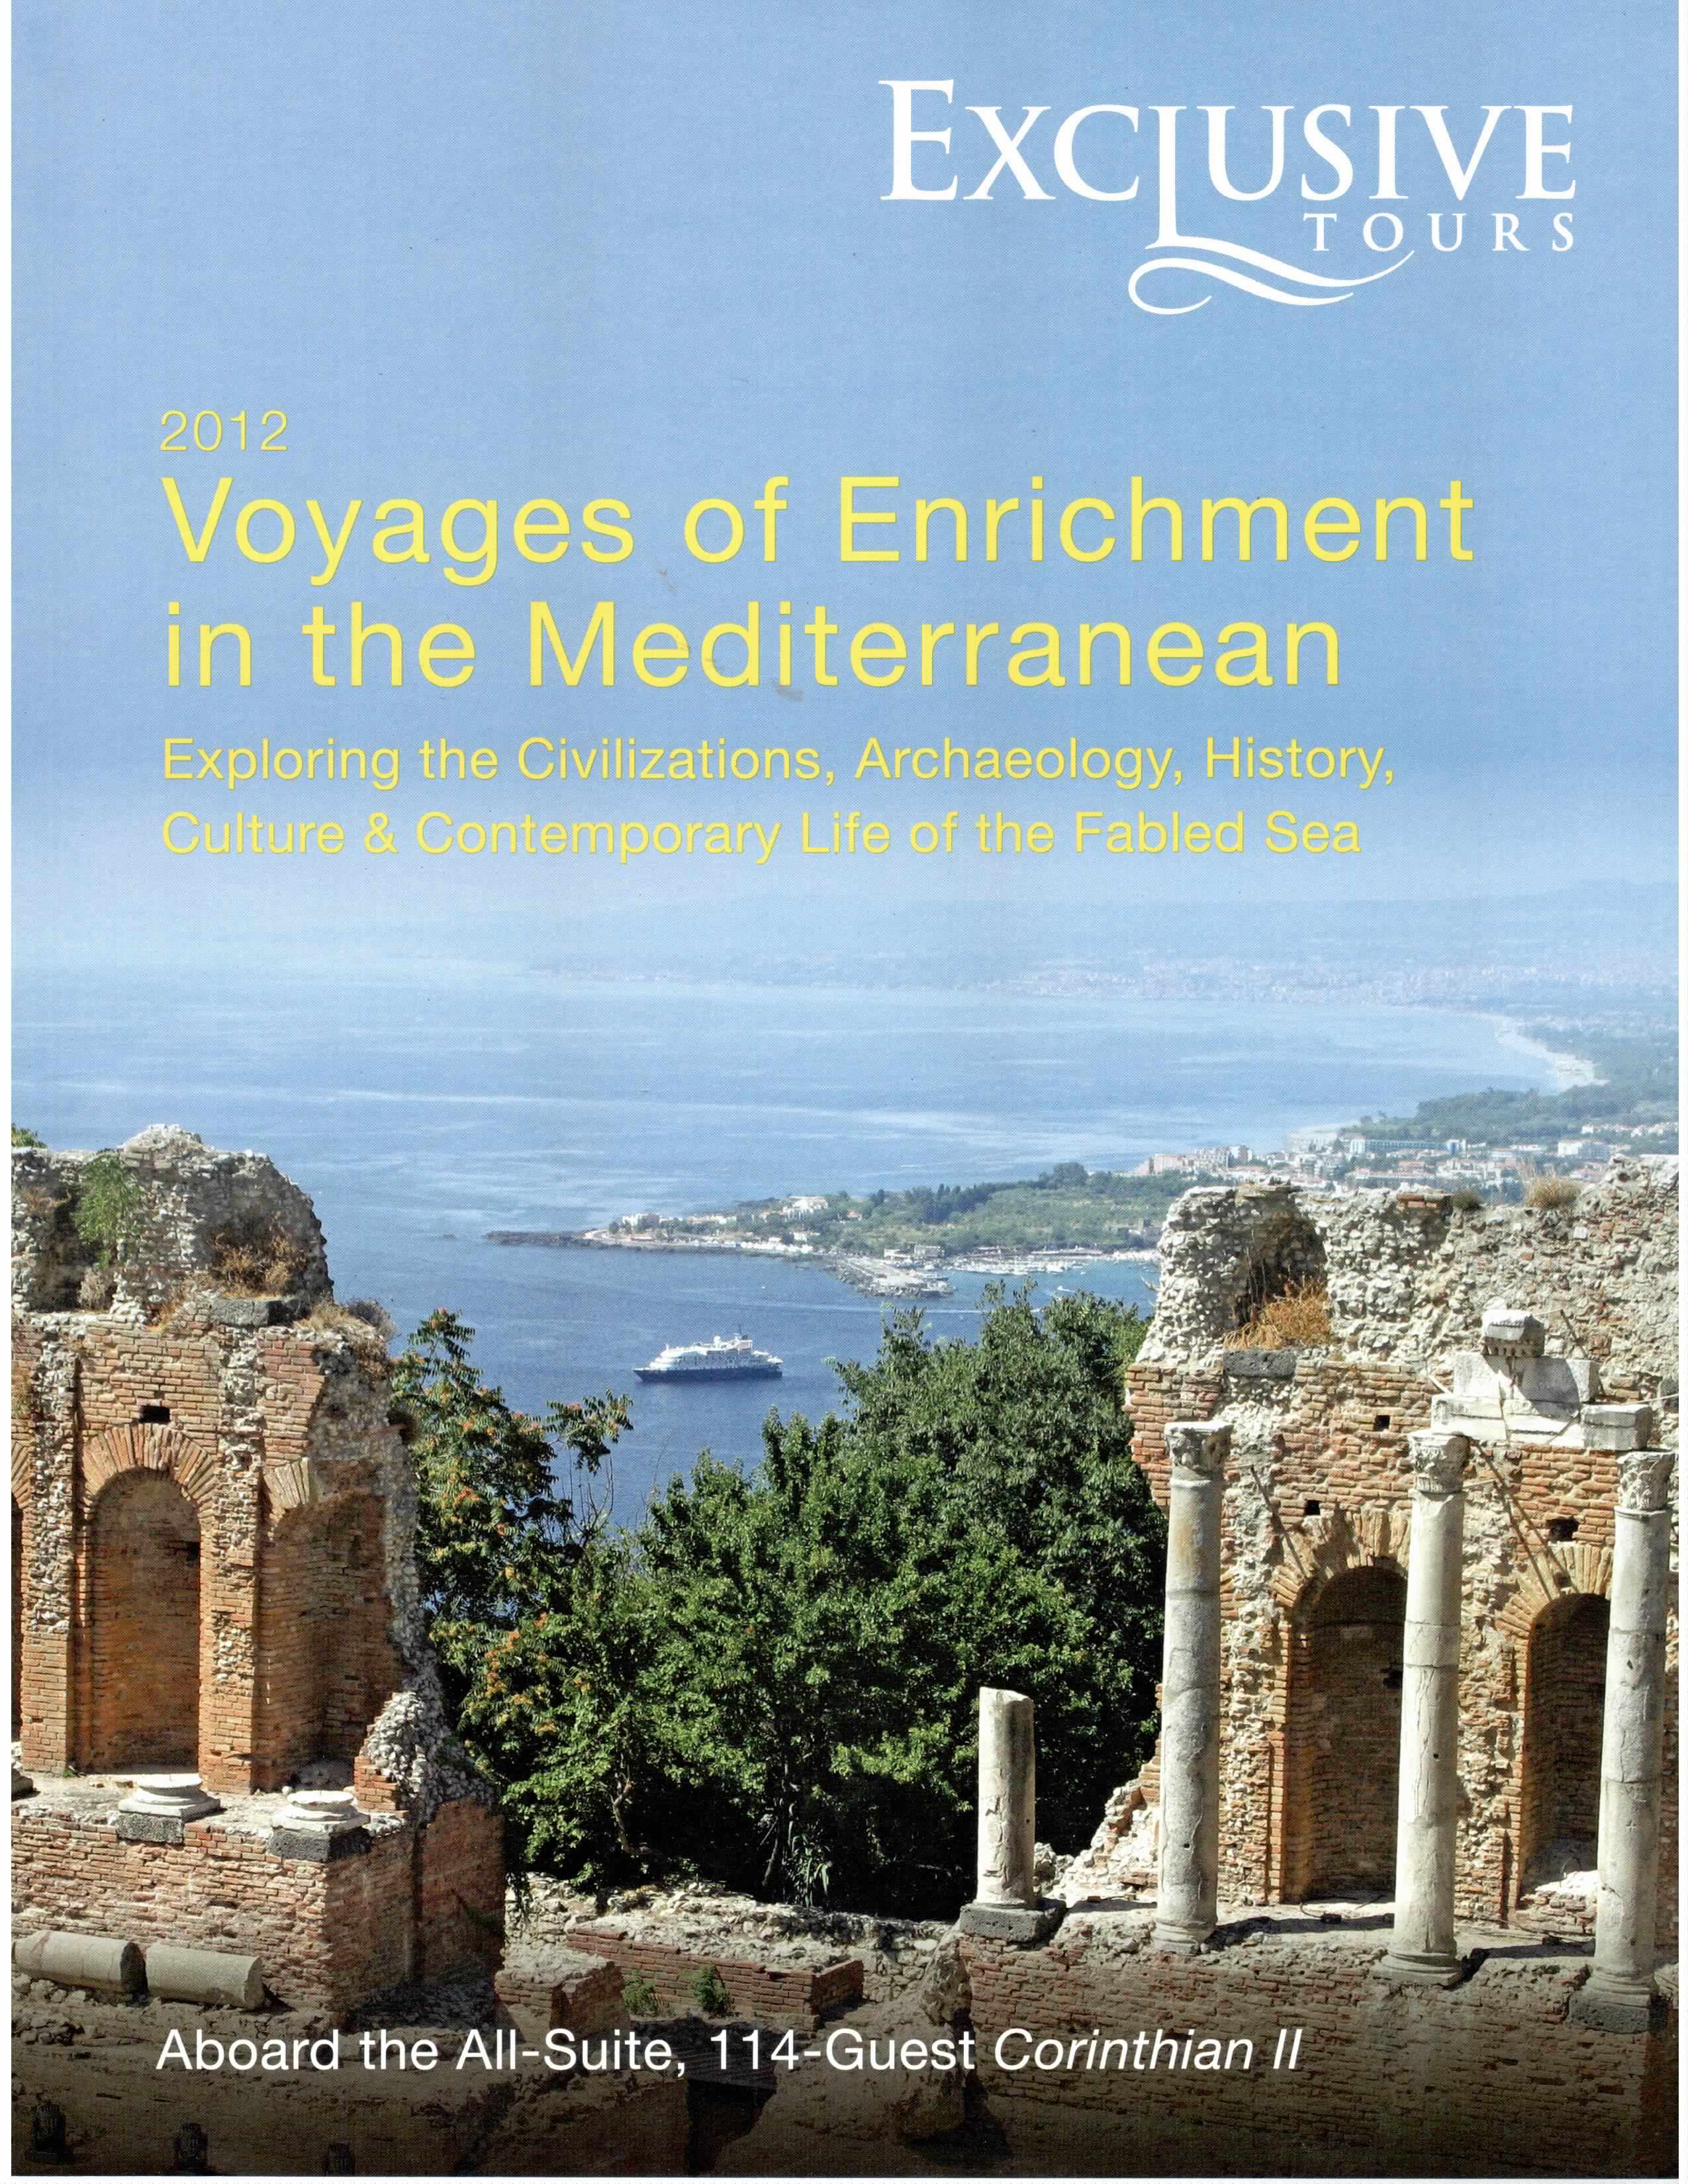 EXCLUSIVE
TOURS
2012
Voyages of Enrichment
in the Mediterranean
Exploring the Civilizations, Archaeology, History,
Culture & Contemporary Life of the Fabled Sea
Aboard the All-Suite, 114-Guest Corinthian II